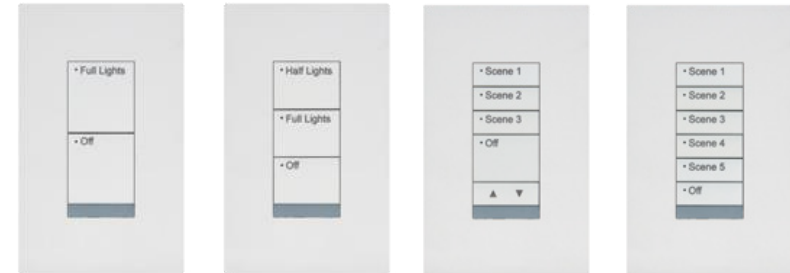 • Full Lights
• Off
• Half Lights
• Full Lights
• Off
• Scene 1
• Scene 2
• Scene 3
• Off
▲ ▼
• Scene 1
• Scene 2
• Scene 3
• Scene 4
• Scene 5
• Off